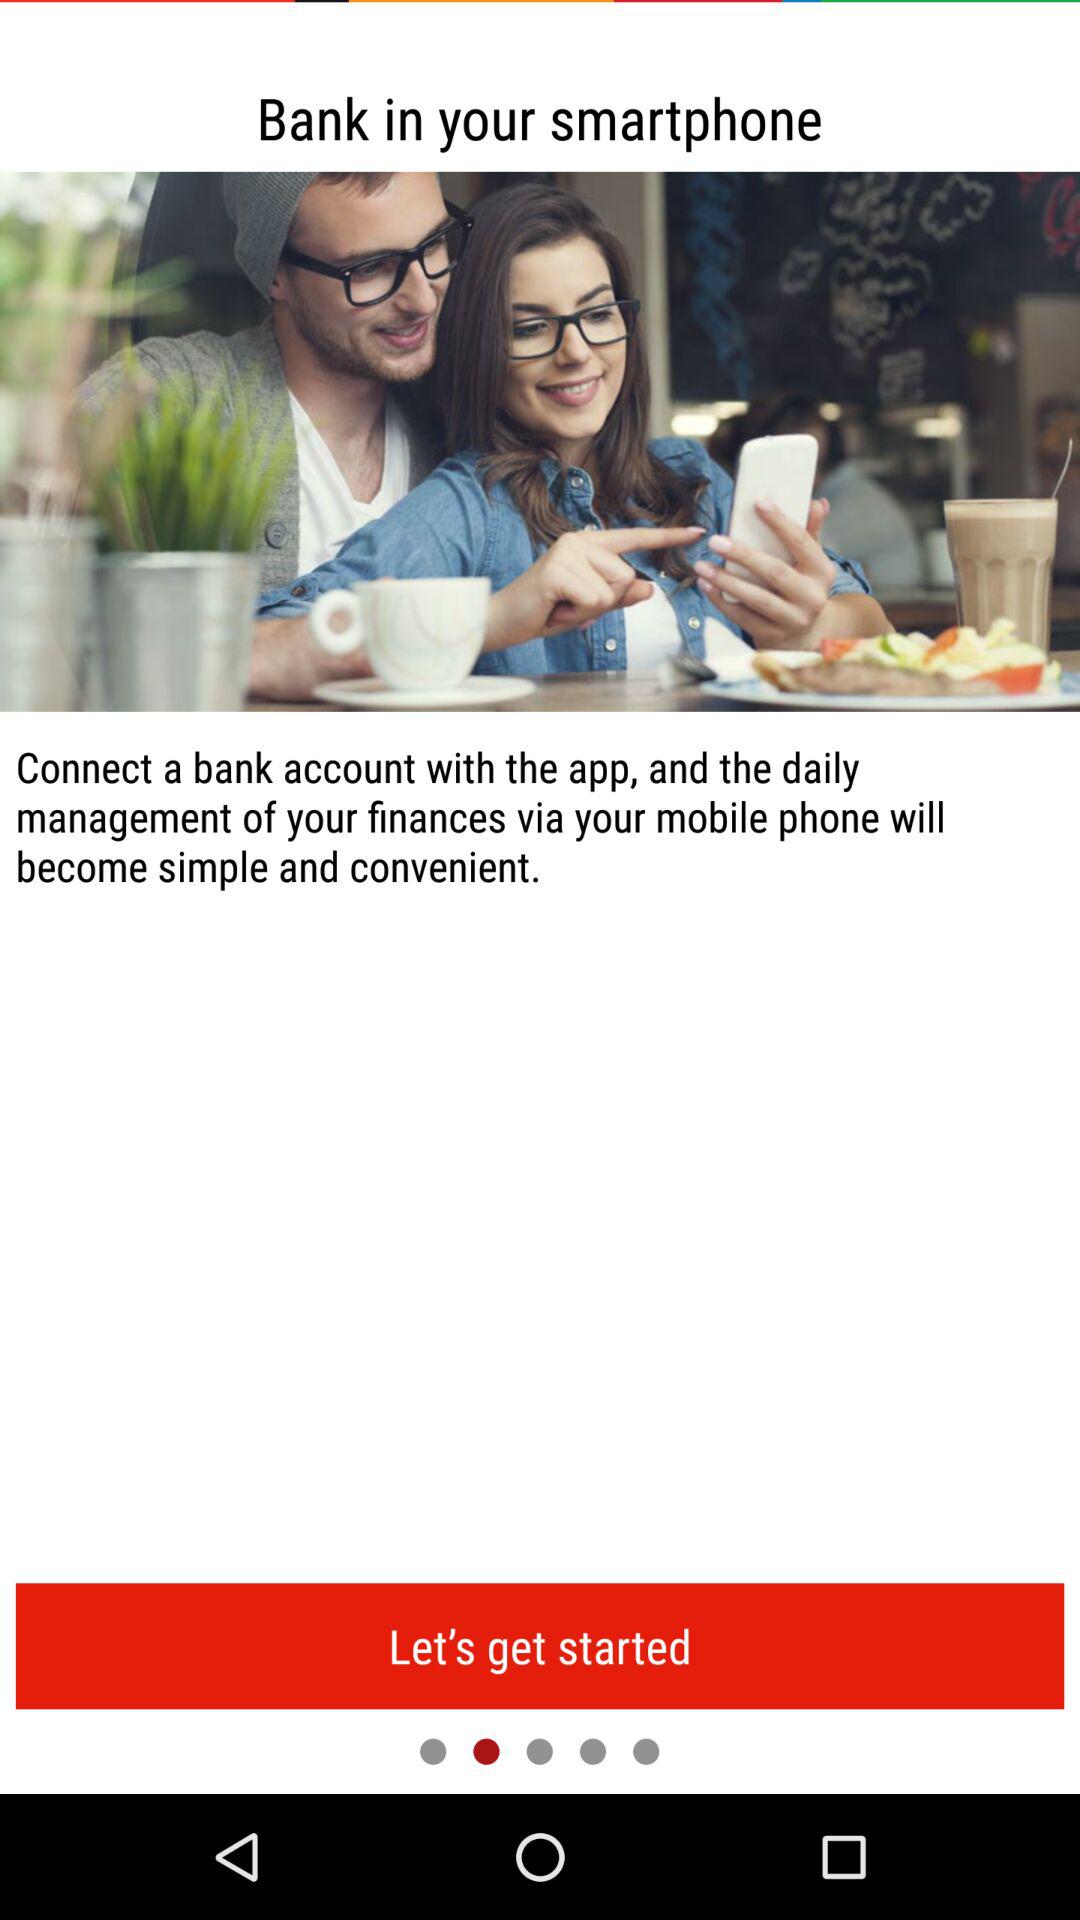 Bank in your smartphone
Connect a bank account with the app, and the daily
management of your finances via your mobile phone will
become simple and convenient.
Let’s get started